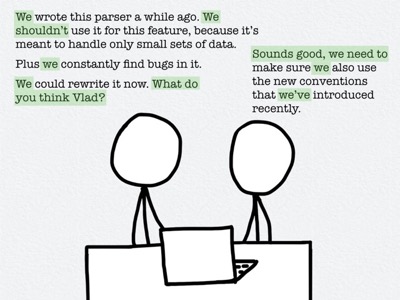 We wrote this parser a while ago. We
shouldn't use it for this feature, because it's
meant to handle only small sets of data.
Plus we constantly find bugs in it.
We could rewrite it now. What do
you think Vlad?
Sounds good, we need to
make sure we also use
the new conventions
that we've introduced
recently.